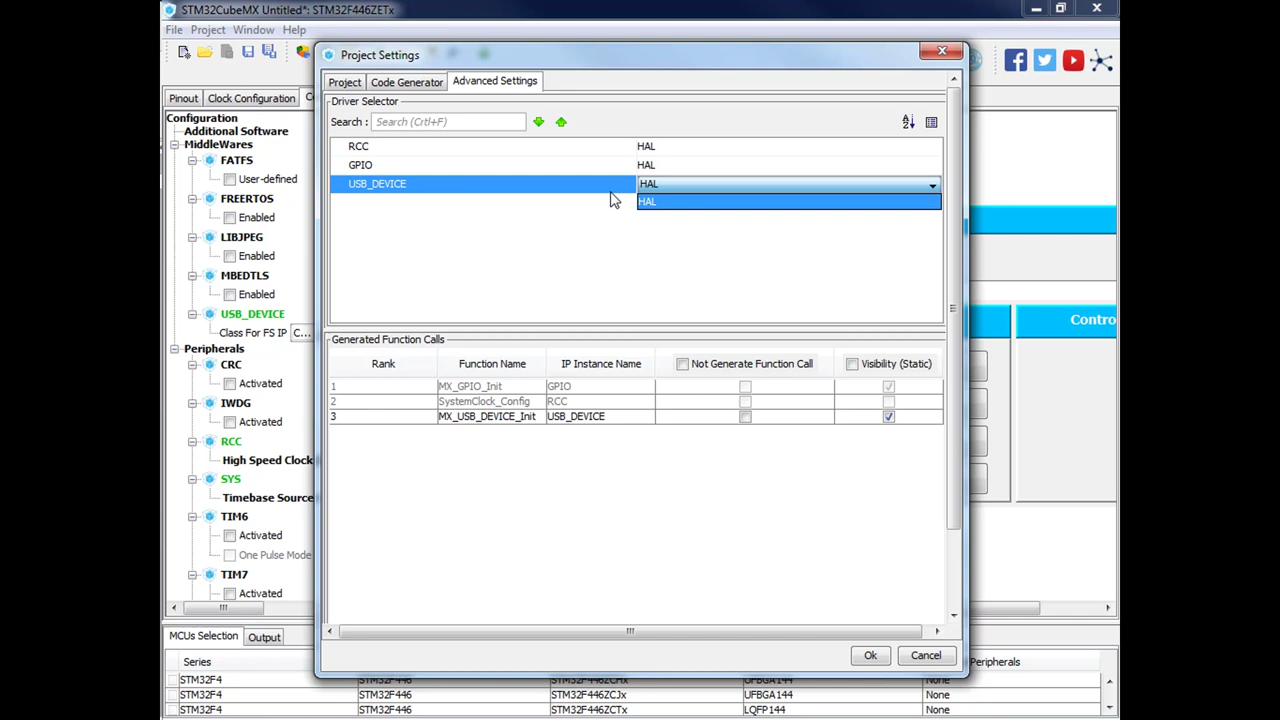 STM32CubeMX Untitled*: STM32F446ZETx
File Project Window Help
Project Settings
Project Code Generator Advanced Settings
Pinout Clock Configuration
Driver Selector
Search : Search (CrtI+F)
RCC HAL
GPIO HAL
USB_DEVICE HAL
HAL
Configuration
Additional Software
MiddleWares
FATFS
User-defined
FREERTOS
Enabled
LIBJPEG
Enabled
MBEDTLS
Enabled
USB_DEVICE
Class For FS IP C...
Peripherals
CRC
Activated
IWDG
Activated
RCC
High Speed Clock
SYS
Timebase Source
TIM6
Activated
One Pulse Mode
TIM7
Activated
Generated Function Calls
Rank Function Name IP Instance Name Not Generate Function Call Visibility (Static)
1 MX_GPIO_Init GPIO
2 SystemClock_Config RCC
3 MX_USB_DEVICE_Init USB_DEVICE
Contro
Ok Cancel
MCUs Selection Output
Series Peripherals
STM32F4 STM32F446 STM32F446ZCHx UFBGA144 None
STM32F4 STM32F446 STM32F446ZCJx UFBGA144 None
STM32F4 STM32F446 STM32F446ZCTx LQFP144 None